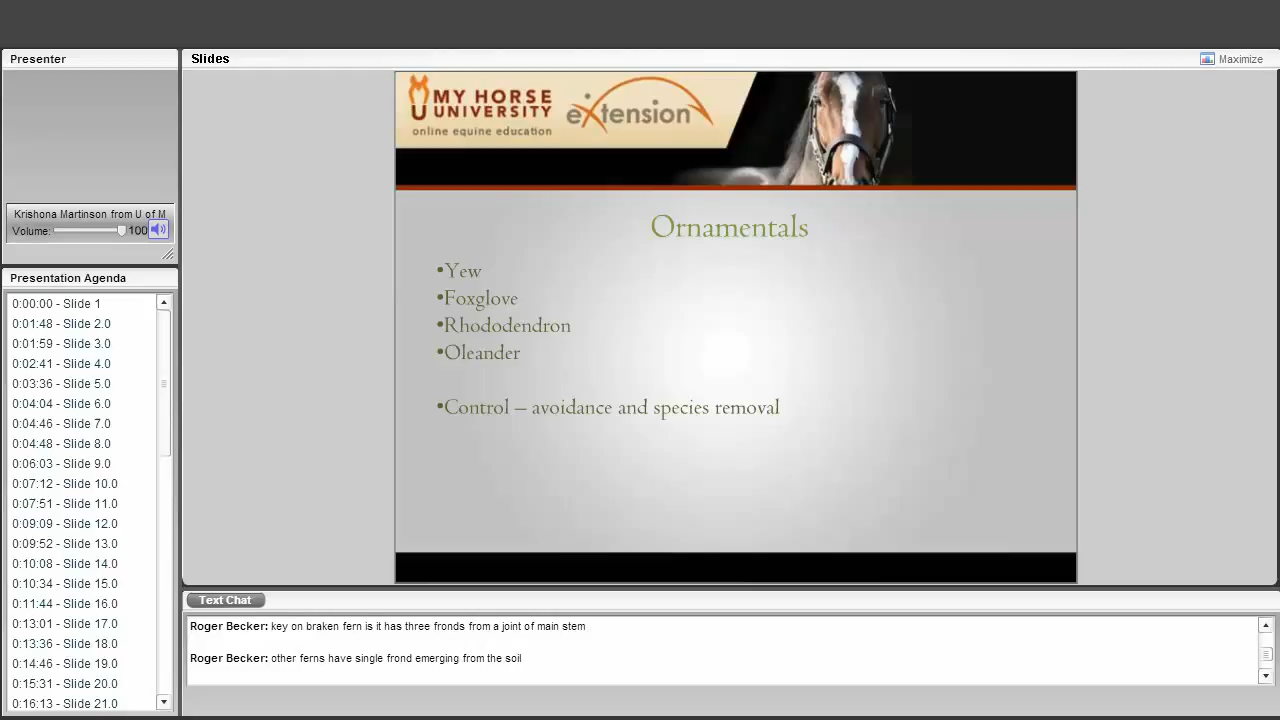 Presenter
Slides
Maximize
MY HORSE
UNIVERSITY
online equine education
eXtension
Krishona Martinson from U of M
Volume: 100
Ornamentals
•Yew
•Foxglove
•Rhododendron
•Oleander
•Control – avoidance and species removal
Presentation Agenda
0:00:00 - Slide 1
0:01:48 - Slide 2.0
0:01:59 - Slide 3.0
0:02:41 - Slide 4.0
0:03:36 - Slide 5.0
0:04:04 - Slide 6.0
0:04:46 - Slide 7.0
0:04:48 - Slide 8.0
0:06:03 - Slide 9.0
0:07:12 - Slide 10.0
0:07:51 - Slide 11.0
0:09:09 - Slide 12.0
0:09:52 - Slide 13.0
0:10:08 - Slide 14.0
0:10:34 - Slide 15.0
0:11:44 - Slide 16.0
0:13:01 - Slide 17.0
0:13:36 - Slide 18.0
0:14:46 - Slide 19.0
0:15:31 - Slide 20.0
0:16:13 - Slide 21.0
Text Chat
Roger Becker: key on braken fern is it has three fronds from a joint of main stem
Roger Becker: other ferns have single frond emerging from the soil